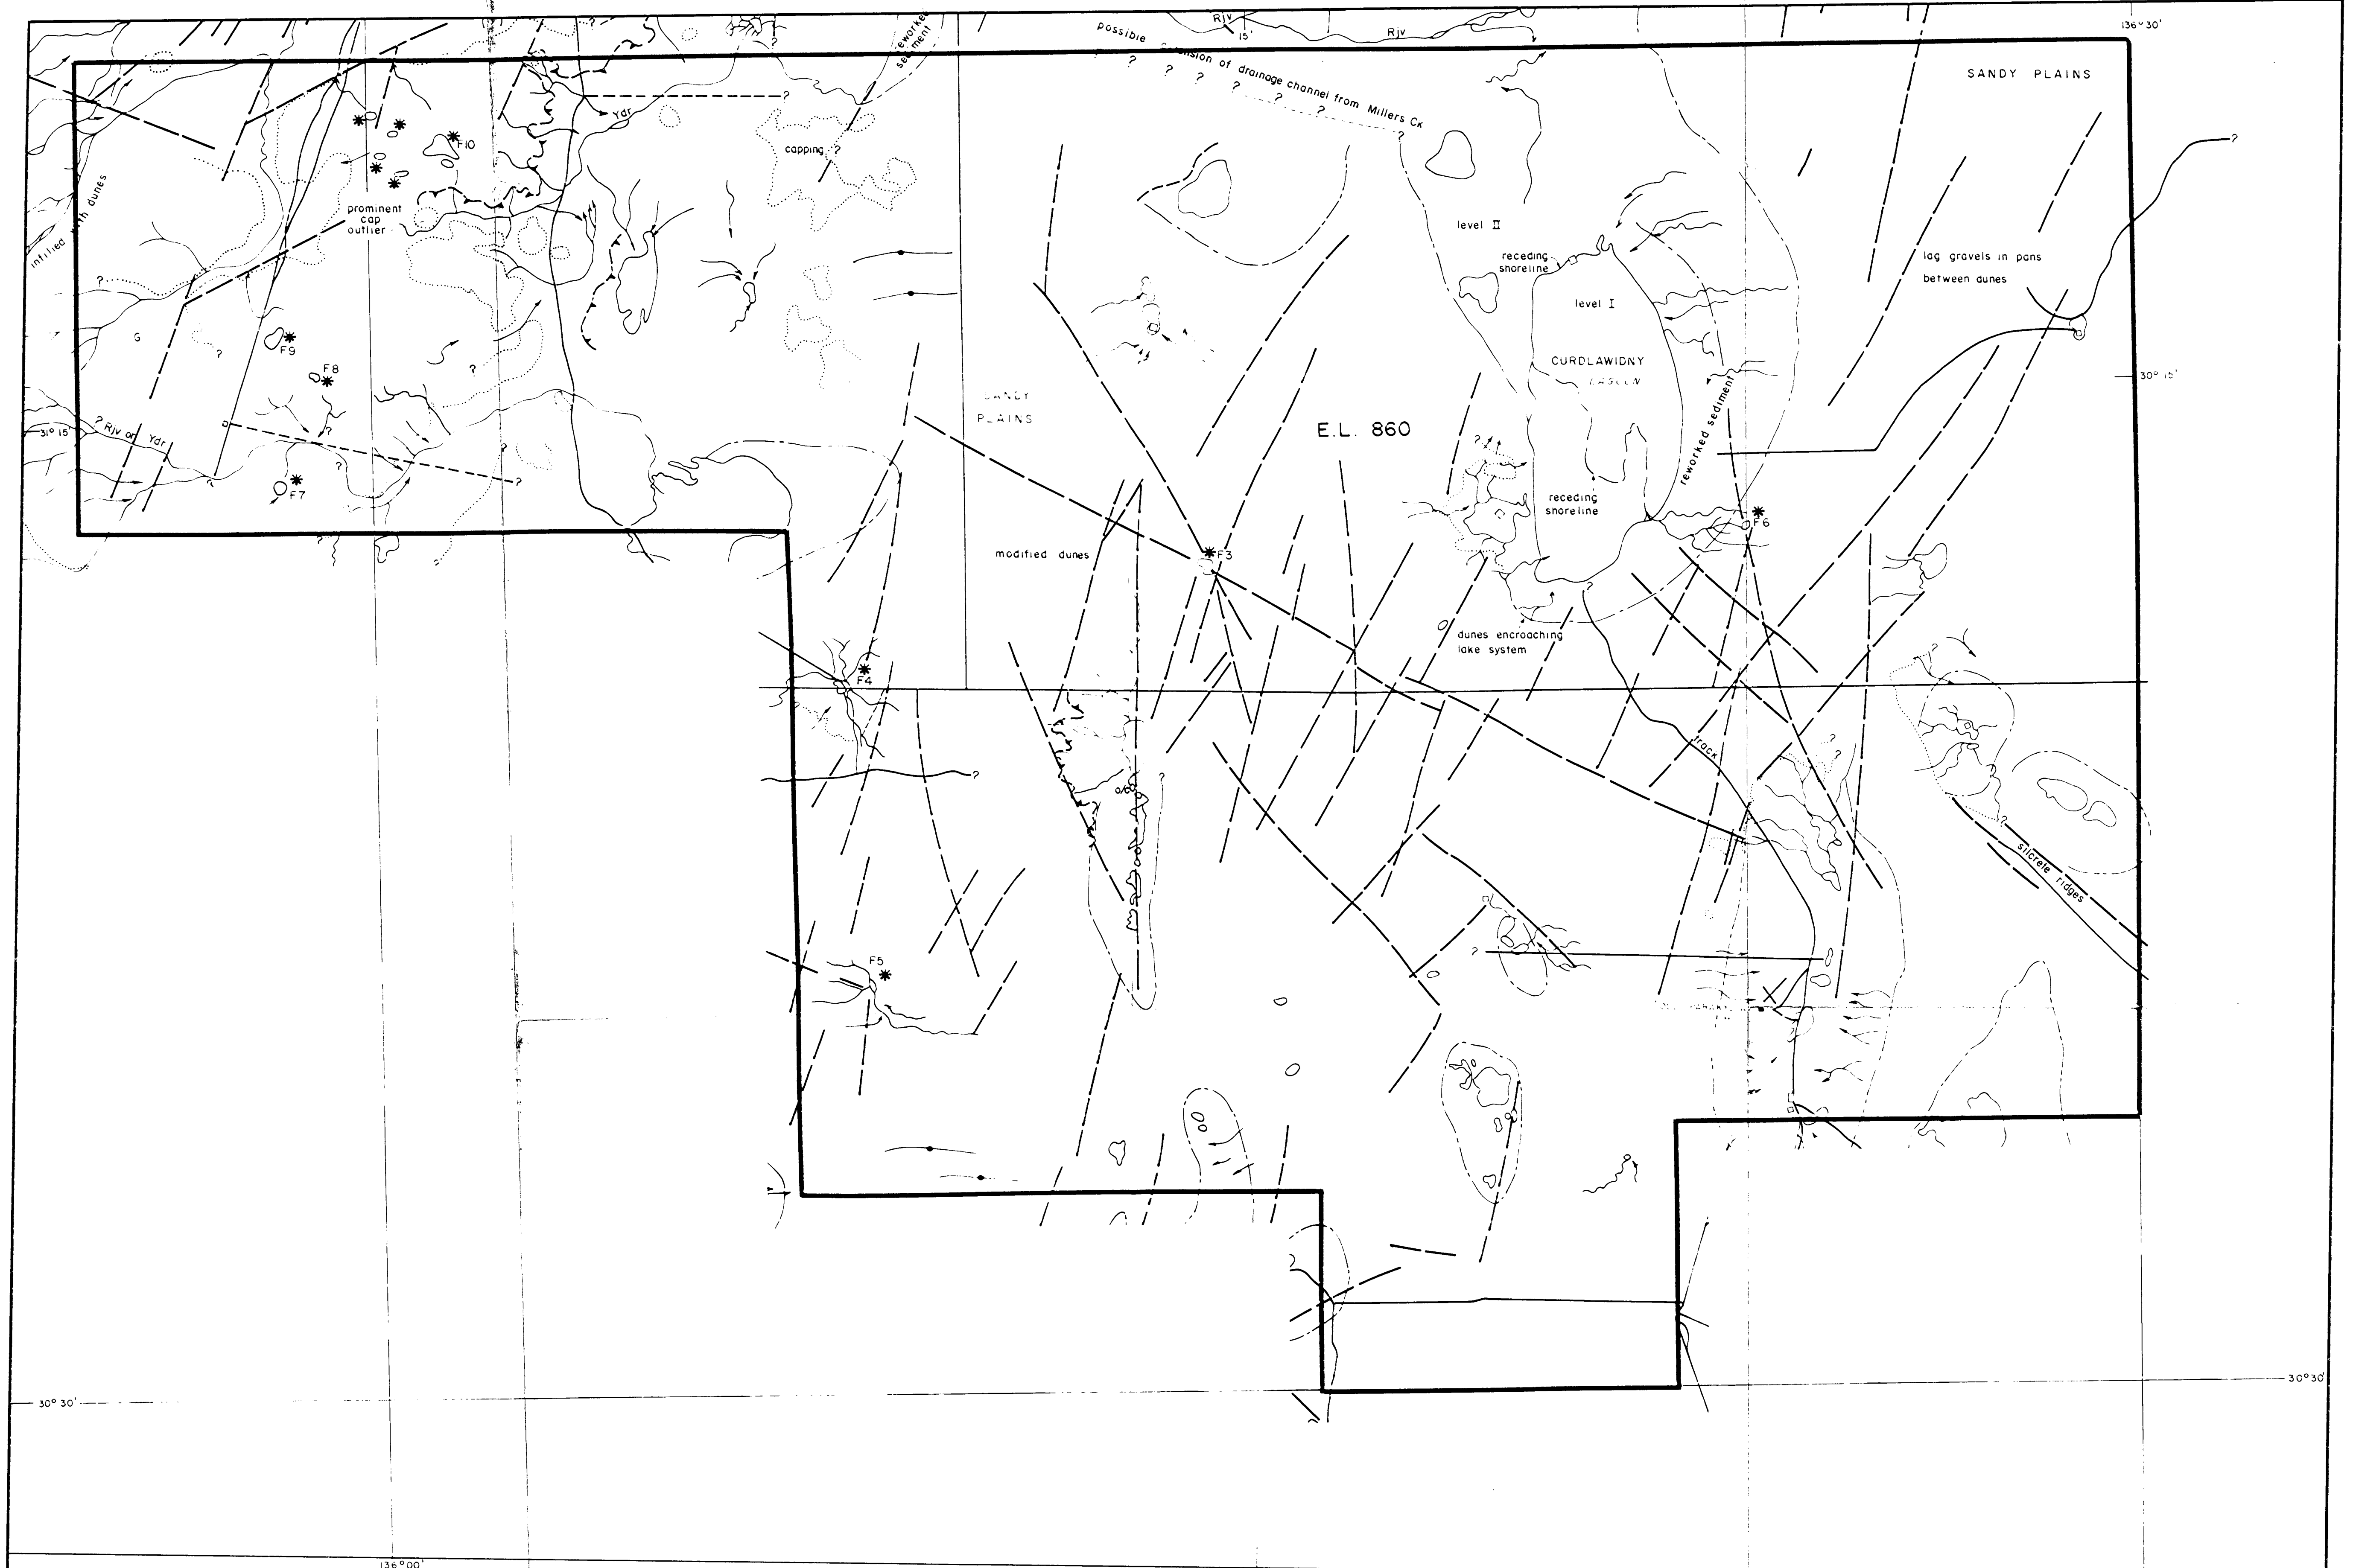 136° 30'
Rjv
15'
Rjv
reworked
sediment
possible
of drainage channel from Millers Ck
? ? ? ? ? ? ?
?
SANDY PLAINS
?
?
Ydr
F10
capping ?
infilled with dunes
prominent
cap
outlier
level II
receding
shoreline
level I
lag gravels in pans
between dunes
?
?
G
F9
?
F8
?
CURDLAWIDNY
LAGOON
30° 15'
SANDY
PLAINS
reworked sediment
E.L. 860
31° 15'
? Rjv or Ydr
?
?
?
?
?
?
F7
?
receding
shoreline
F6
modified dunes
F3
?
dunes encroaching
lake system
F4
?
track
?
?
?
?
?
silcrete ridges
F5
?
30° 30'
30° 30'
136° 00'